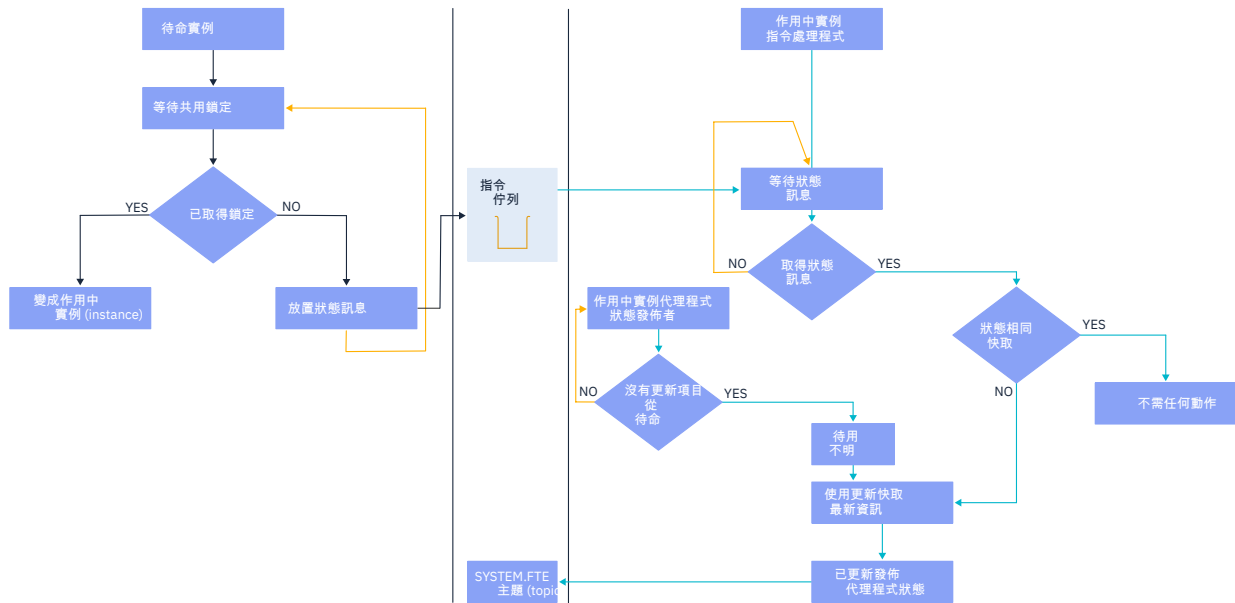 待命實例
等待共用鎖定
已取得鎖定
YES
NO
變成作用中
實例 (instance)
放置狀態訊息
指令
佇列
SYSTEM.FTE
主題 (topic
作用中實例
指令處理程式
等待狀態
訊息
取得狀態
訊息
NO
YES
作用中實例代理程式
狀態發佈者
沒有更新項目
從
待命
NO
YES
狀態相同
快取
YES
NO
不需任何動作
待用
不明
使用更新快取
最新資訊
已更新發佈
代理程式狀態